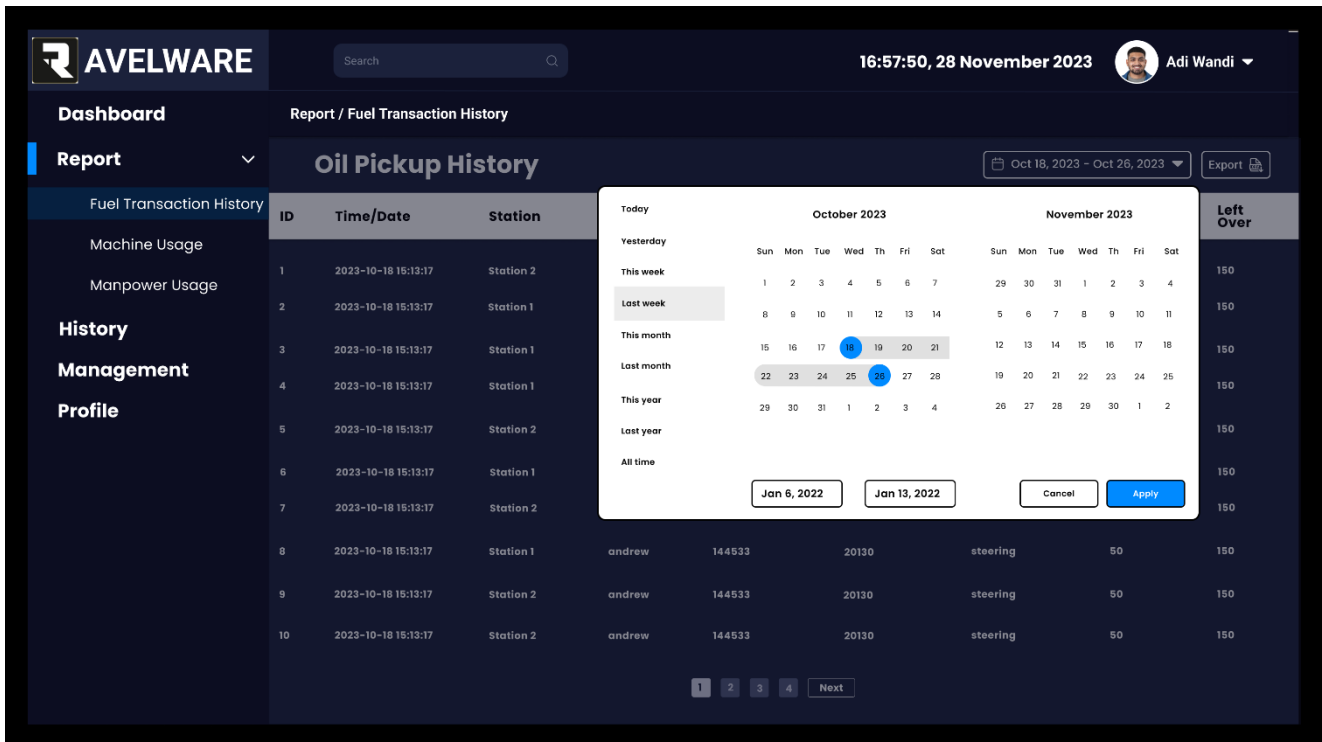 R AVELWARE
Search
16:57:50, 28 November 2023
Adi Wandi
Dashboard
Report
Fuel Transaction History
Machine Usage
Manpower Usage
History
Management
Profile
Report / Fuel Transaction History
Oil Pickup History
Oct 18, 2023 - Oct 26, 2023
Export
ID Time/Date Station Left Over
1 2023-10-18 15:13:17 Station 2 150
2 2023-10-18 15:13:17 Station 1 150
3 2023-10-18 15:13:17 Station 1 150
4 2023-10-18 15:13:17 Station 1 150
5 2023-10-18 15:13:17 Station 2 150
6 2023-10-18 15:13:17 Station 1 150
7 2023-10-18 15:13:17 Station 2 150
8 2023-10-18 15:13:17 Station 1 andrew 144533 20130 steering 50 150
9 2023-10-18 15:13:17 Station 2 andrew 144533 20130 steering 50 150
10 2023-10-18 15:13:17 Station 2 andrew 144533 20130 steering 50 150
Today
Yesterday
This week
Last week
This month
Last month
This year
Last year
All time
October 2023
Sun Mon Tue Wed Th Fri Sat
1 2 3 4 5 6 7
8 9 10 11 12 13 14
15 16 17 18 19 20 21
22 23 24 25 26 27 28
29 30 31 1 2 3 4
November 2023
Sun Mon Tue Wed Th Fri Sat
29 30 31 1 2 3 4
5 6 7 8 9 10 11
12 13 14 15 16 17 18
19 20 21 22 23 24 25
26 27 28 29 30 1 2
Jan 6, 2022
Jan 13, 2022
Cancel
Apply
1 2 3 4 Next